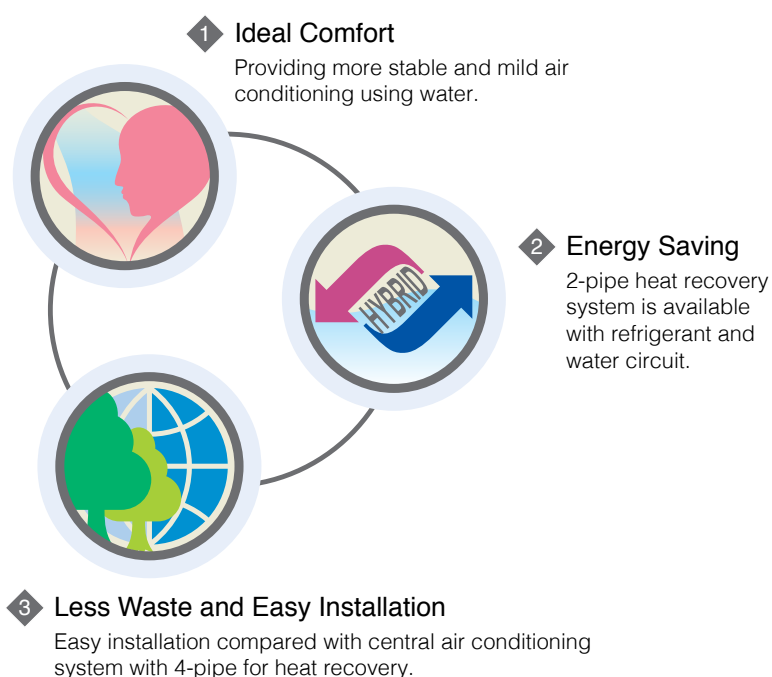 1 Ideal Comfort
Providing more stable and mild air
conditioning using water.
HYBRID
2 Energy Saving
2-pipe heat recovery
system is available
with refrigerant and
water circuit.
3 Less Waste and Easy Installation
Easy installation compared with central air conditioning
system with 4-pipe for heat recovery.